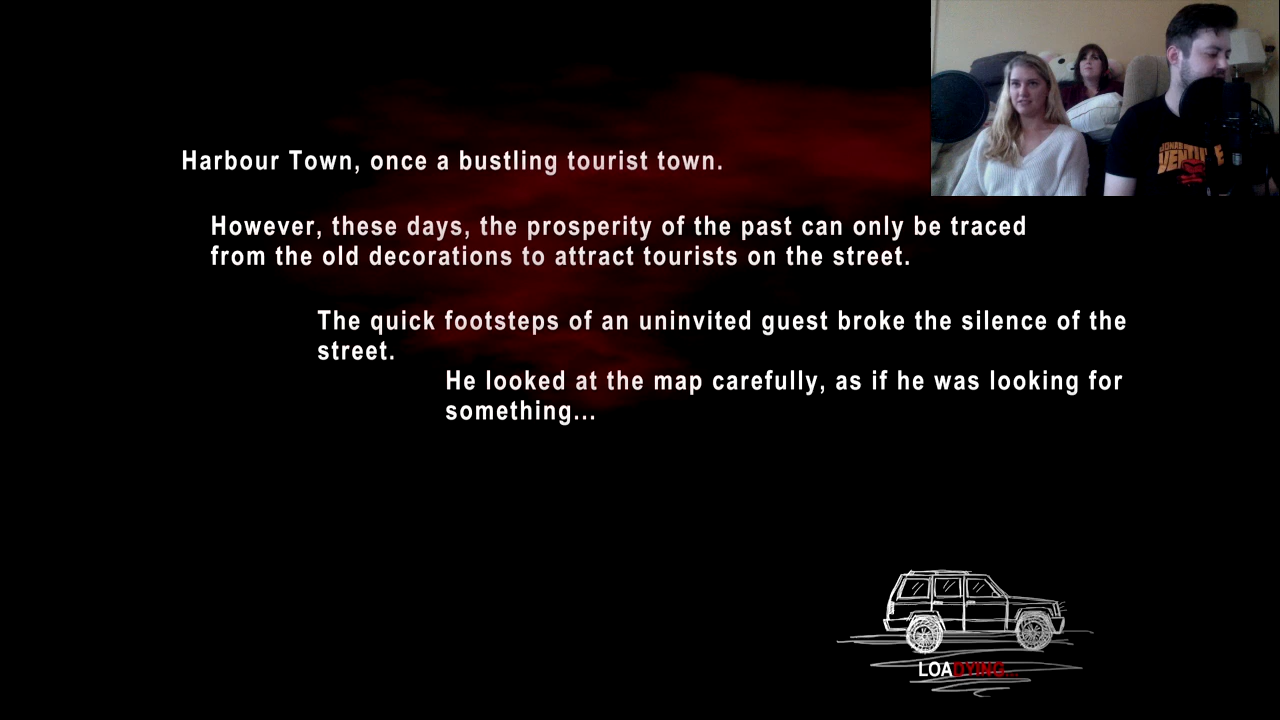 Harbour Town, once a bustling tourist town.
However, these days, the prosperity of the past can only be traced
from the old decorations to attract tourists on the street.
The quick footsteps of an uninvited guest broke the silence of the
street.
He looked at the map carefully, as if he was looking for
something...
LOADYING...